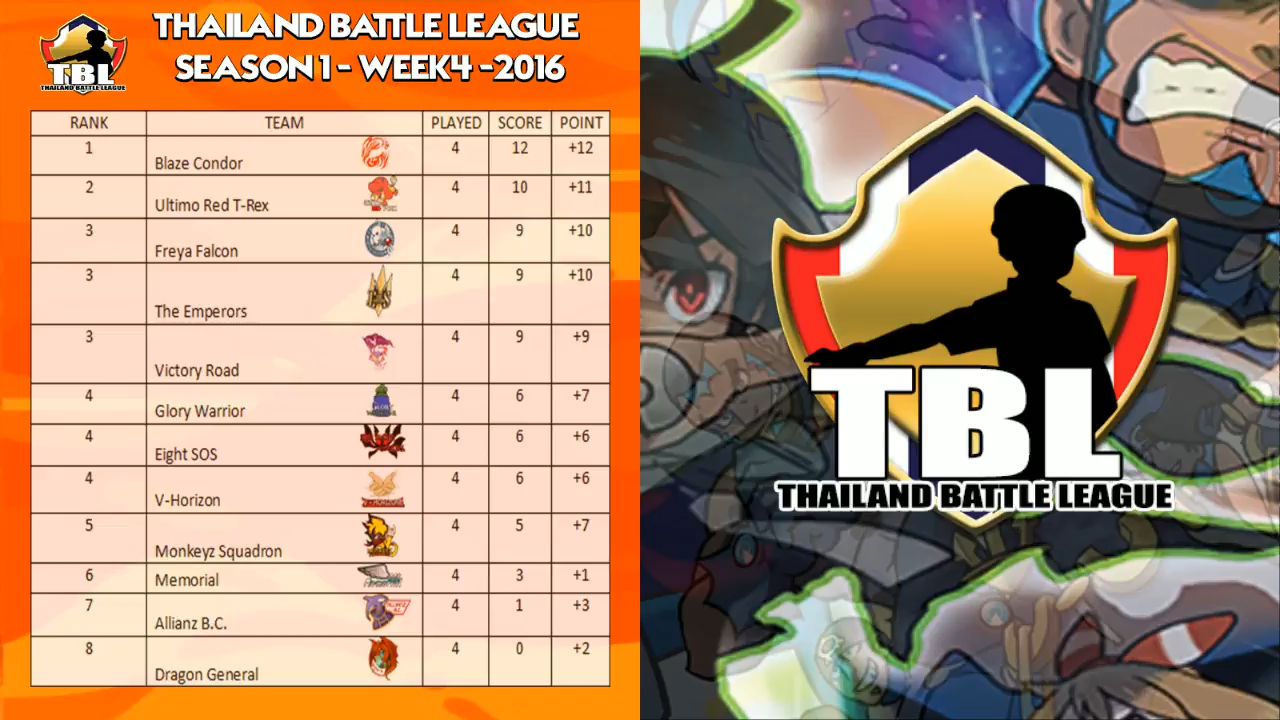 THAILAND BATTLE LEAGUE
SEASON 1 - WEEK4 -2016
TBL
THAILAND BATTLE LEAGUE
RANK TEAM PLAYED SCORE POINT
1 Blaze Condor 4 12 +12
2 Ultimo Red T-Rex 4 10 +11
3 Freya Falcon 4 9 +10
3 The Emperors 4 9 +10
3 Victory Road 4 9 +9
4 Glory Warrior 4 6 +7
4 Eight SOS 4 6 +6
4 V-Horizon 4 6 +6
5 Monkeyz Squadron 4 5 +7
6 Memorial 4 3 +1
7 Allianz B.C. 4 1 +3
8 Dragon General 4 0 +2
TBL
THAILAND BATTLE LEAGUE